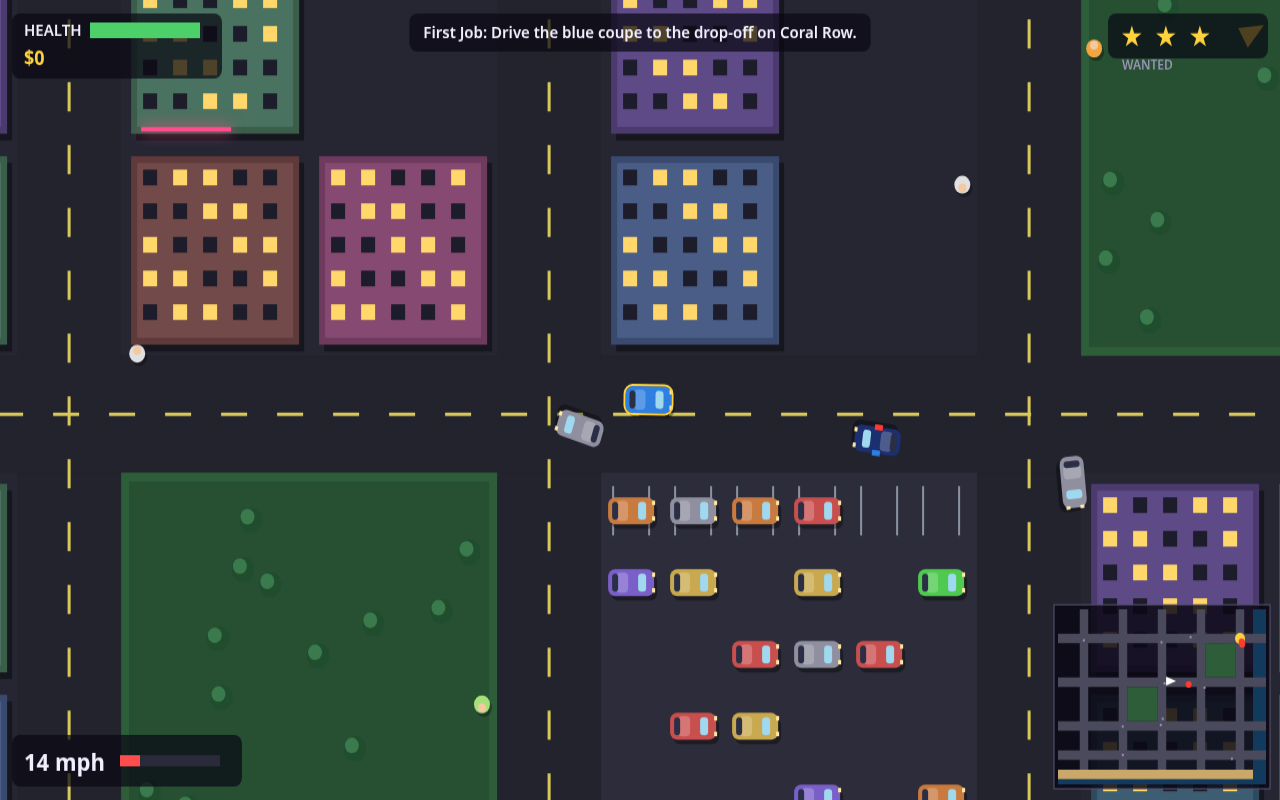 HEALTH
$0
First Job: Drive the blue coupe to the drop-off on Coral Row.
WANTED
14 mph